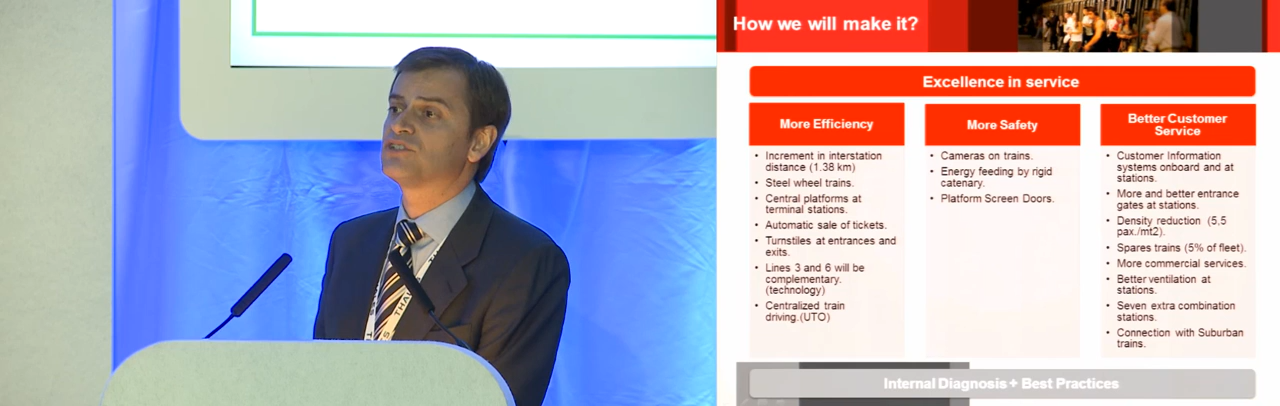 How we will make it?
Excellence in service
More Efficiency
• Increment in interstation
distance (1.38 km)
• Steel wheel trains.
• Central platforms at
terminal stations.
• Automatic sale of tickets.
• Turnstiles at entrances and
exits.
• Lines 3 and 6 will be
complementary.
(technology)
• Centralized train
driving.(UTO)
More Safety
• Cameras on trains.
• Energy feeding by rigid
catenary.
• Platform Screen Doors.
Better Customer
Service
• Customer Information
systems onboard and at
stations.
• More and better entrance
gates at stations.
• Density reduction (5,5
pax./mt2).
• Spares trains (5% of fleet).
• More commercial services.
• Better ventilation at
stations.
• Seven extra combination
stations.
• Connection with Suburban
trains.
Internal Diagnosis + Best Practices